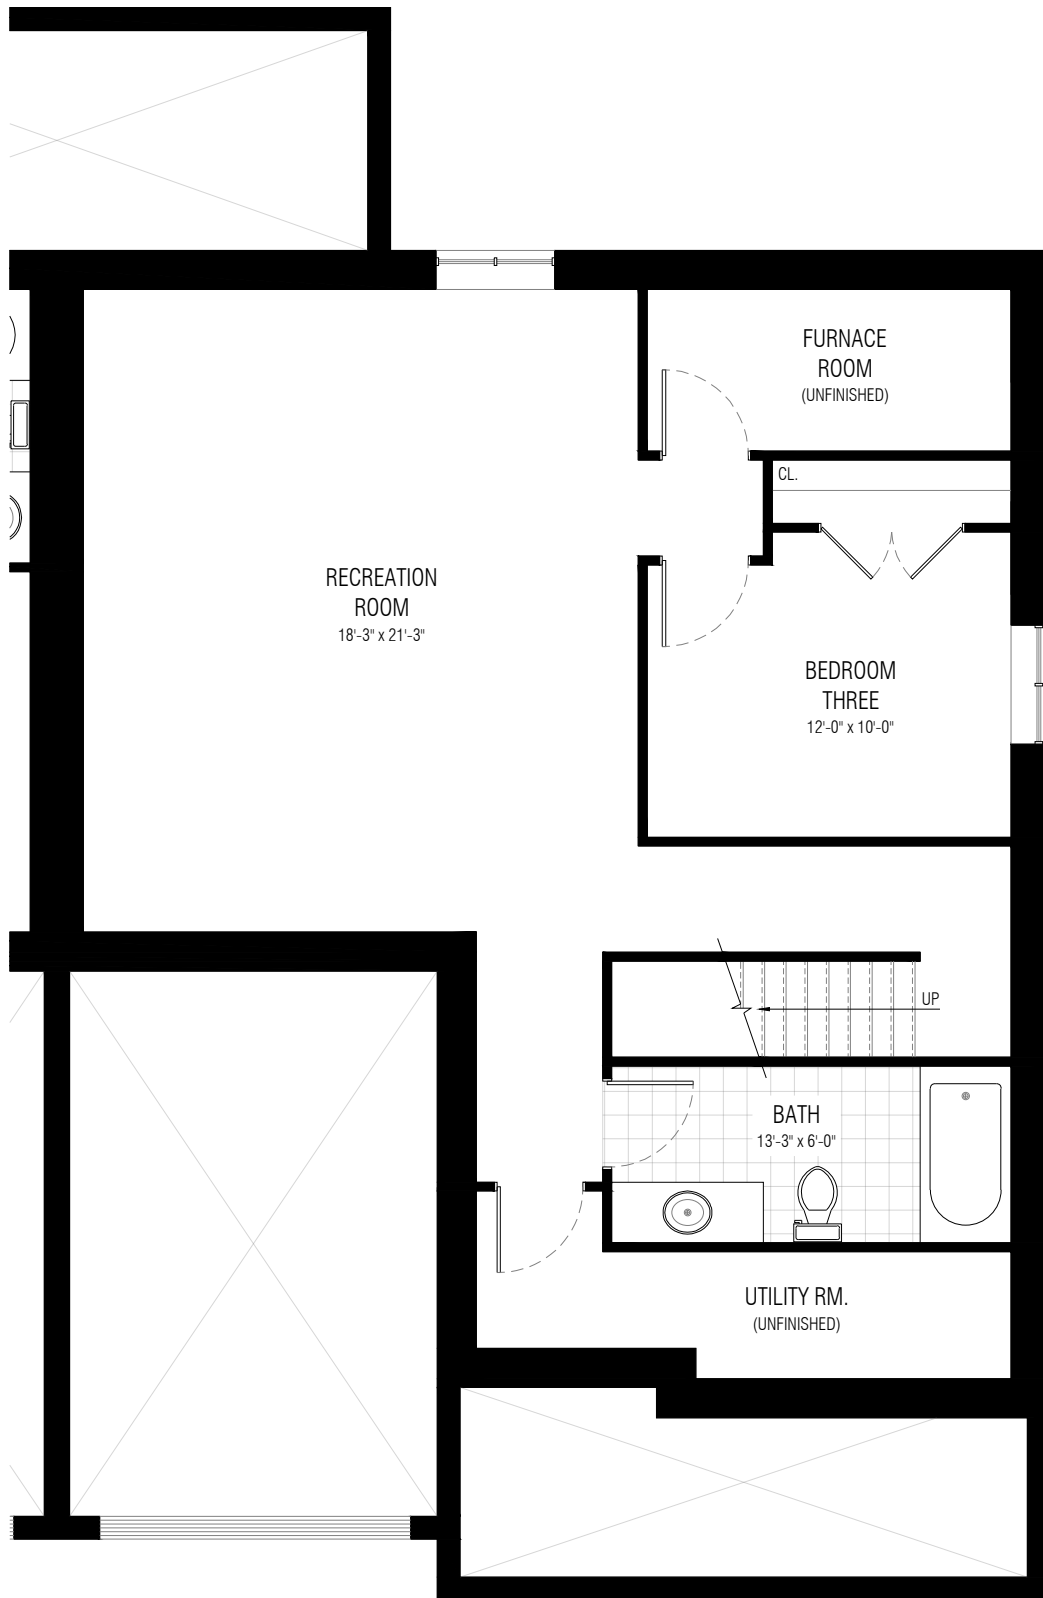 FURNACE
ROOM
(UNFINISHED)
CL.
RECREATION
ROOM
18'-3" x 21'-3"
BEDROOM
THREE
12'-0" x 10'-0"
UP
BATH
13'-3" x 6'-0"
UTILITY RM.
(UNFINISHED)